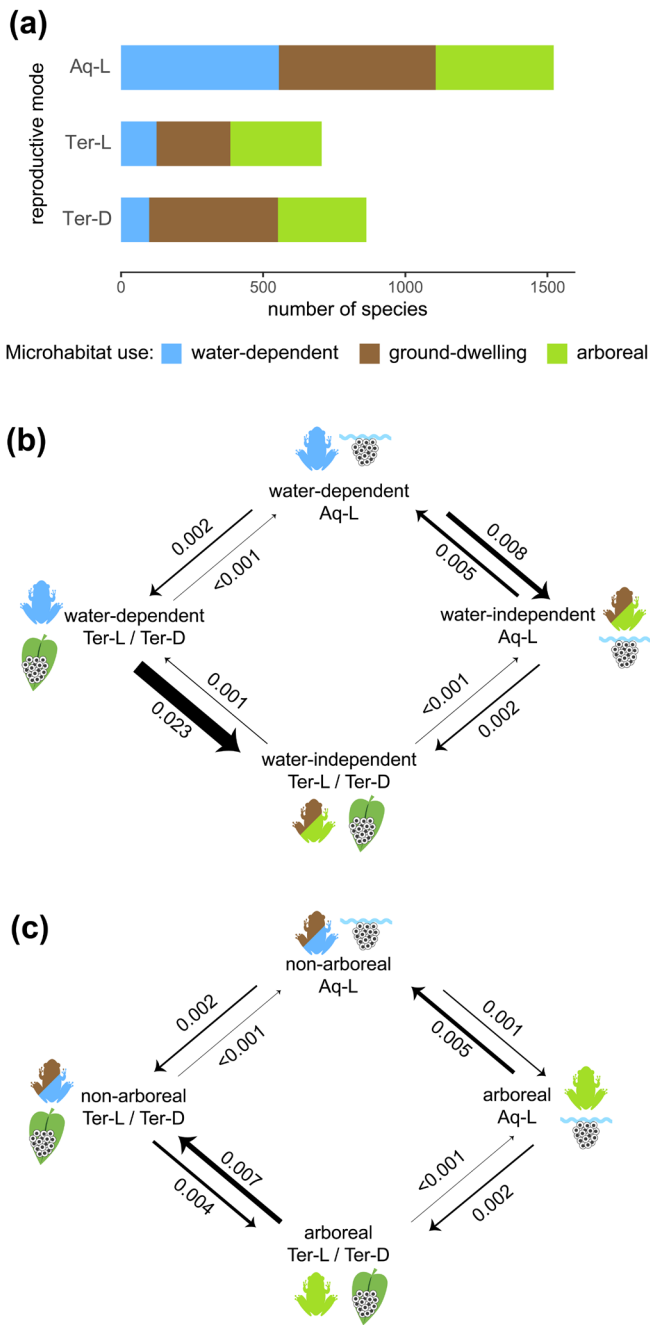 (a)
reproductive mode
Aq-L
Ter-L
Ter-D
0 500 1000 1500
number of species
Microhabitat use: water-dependent ground-dwelling arboreal
(b)
water-dependent
Aq-L
0.002
<0.001
0.008
0.005
water-dependent
Ter-L / Ter-D
water-independent
Aq-L
0.023
0.001
<0.001
0.002
water-independent
Ter-L / Ter-D
(c)
non-arboreal
Aq-L
0.002
<0.001
0.001
0.005
non-arboreal
Ter-L / Ter-D
arboreal
Aq-L
0.004
0.007
<0.001
0.002
arboreal
Ter-L / Ter-D